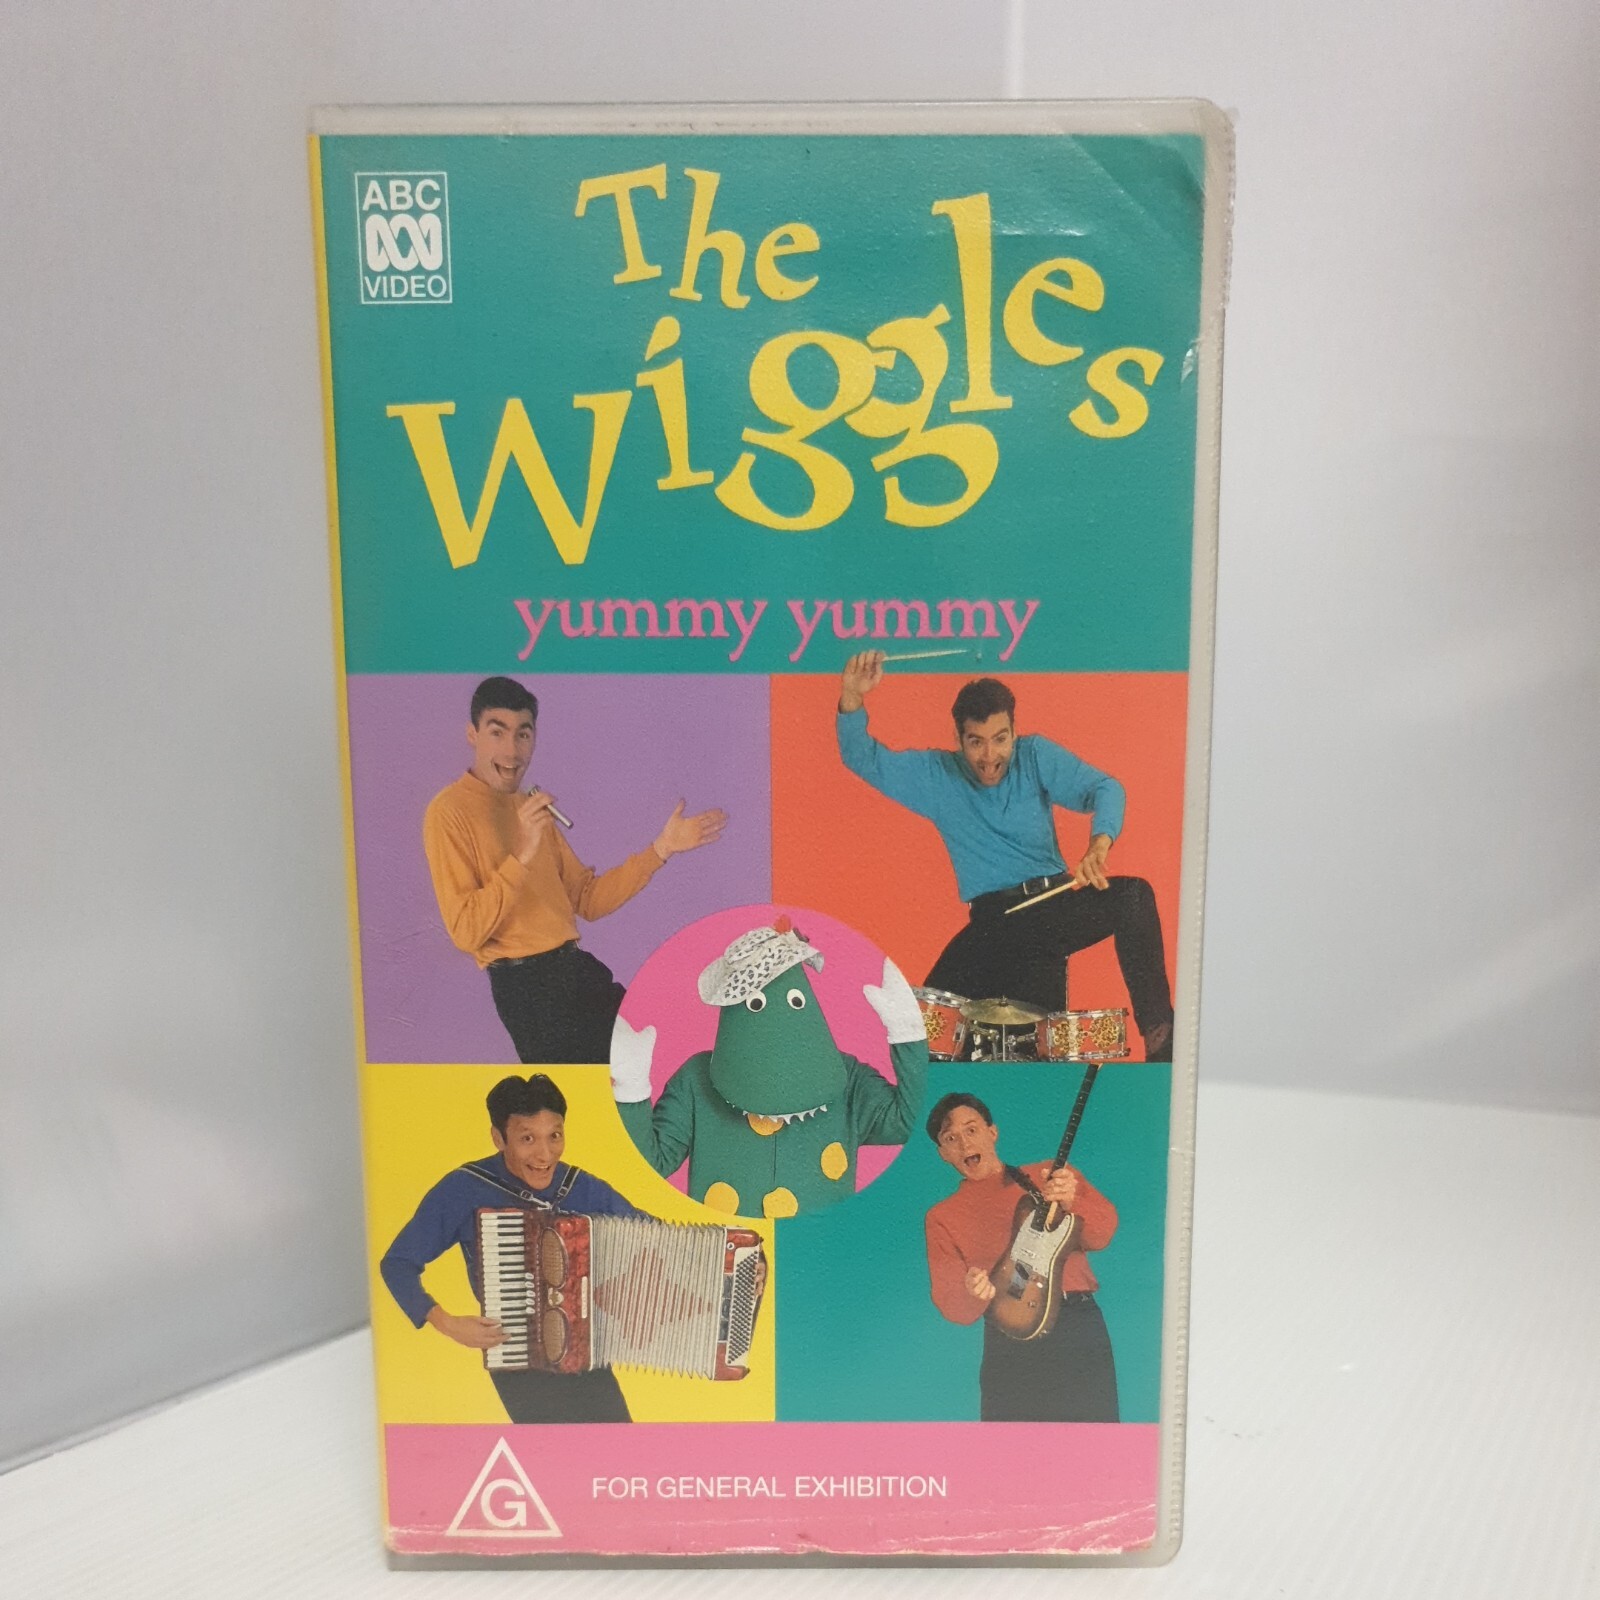 ABC
VIDEO
The
Wiggles
yummy yummy
G
FOR GENERAL EXHIBITION